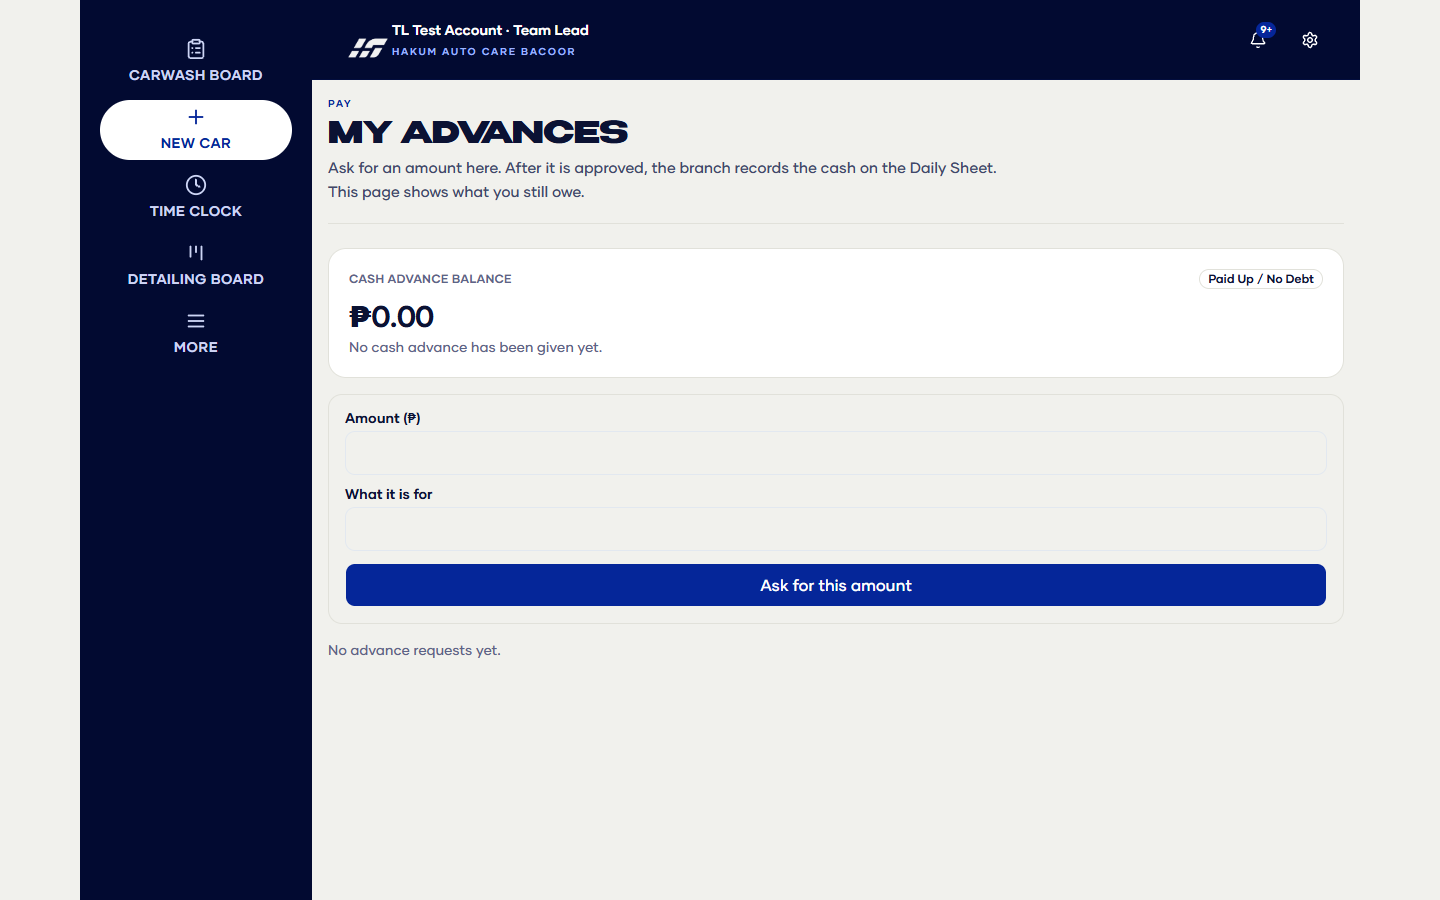 CARWASH BOARD
NEW CAR
TIME CLOCK
DETAILING BOARD
MORE
TL Test Account · Team Lead
HAKUM AUTO CARE BACOOR
9+
PAY
MY ADVANCES
Ask for an amount here. After it is approved, the branch records the cash on the Daily Sheet.
This page shows what you still owe.
CASH ADVANCE BALANCE
Paid Up / No Debt
₱0.00
No cash advance has been given yet.
Amount (₱)
What it is for
Ask for this amount
No advance requests yet.